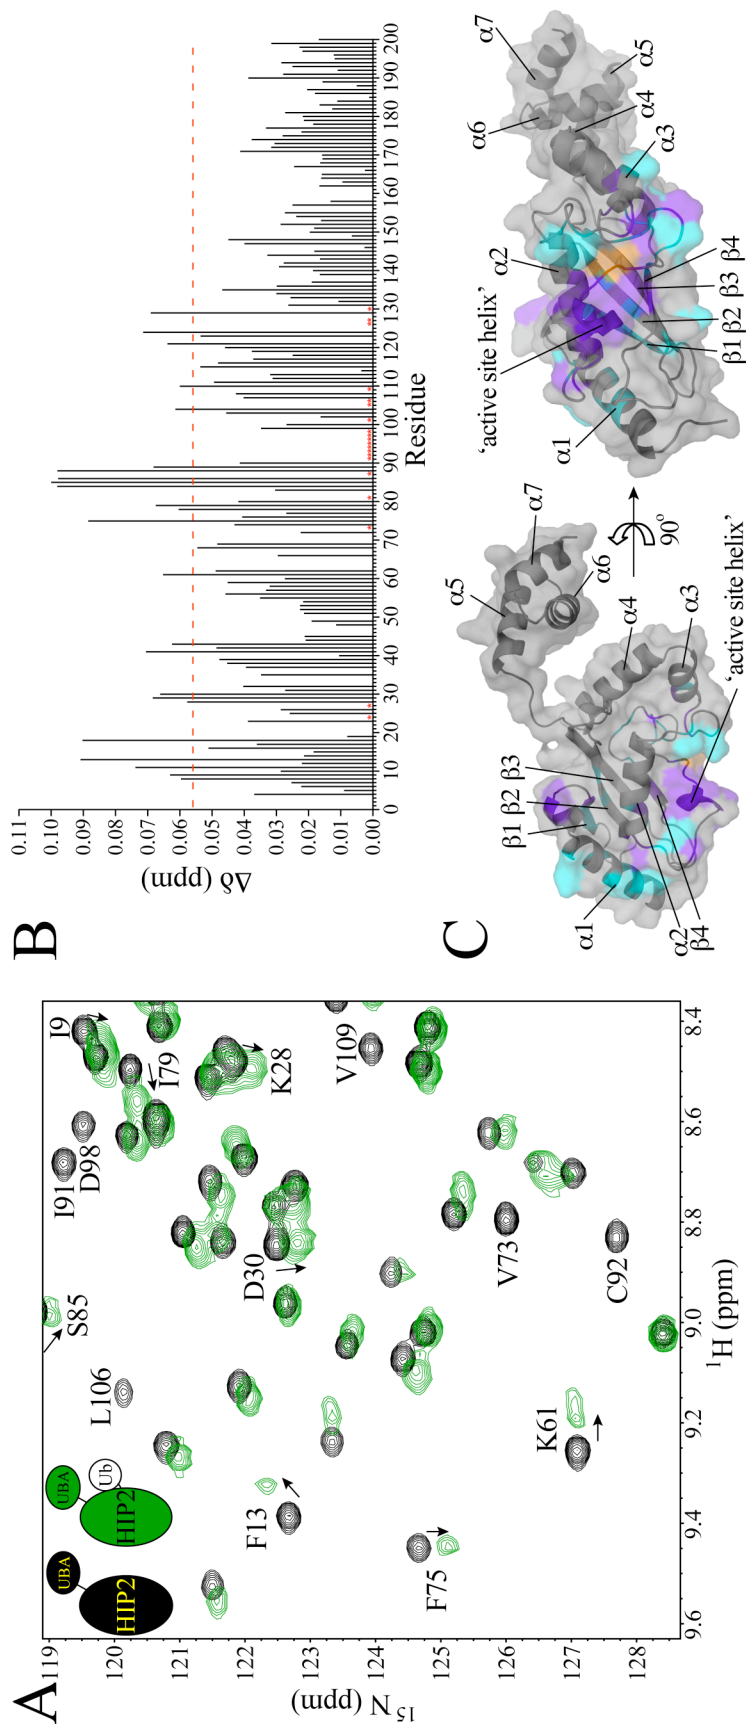 A
UBA
HIP2
UBA
Ub
HIP2
S85
L106
I91
D98
I9
I79
K28
V109
F13
D30
F75
K61
V73
C92
119
120
121
122
123
124
125
126
127
128
¹⁵N (ppm)
9.6
9.4
9.2
9.0
8.8
8.6
8.4
¹H (ppm)
B
0.11
0.10
0.09
0.08
0.07
0.06
0.05
0.04
0.03
0.02
0.01
0.00
Δδ (ppm)
0 10 20 30 40 50 60 70 80 90 100 110 120 130 140 150 160 170 180 190 200
** * * * ******** * ** * ** *
Residue
C
α1
β1 β2 β3
α5
α7
α6
α4
α3
α2
β4
'active site helix'
90°
'active site helix'
α1
α2
α6
α7
α5
α4
α3
β1 β2 β3 β4